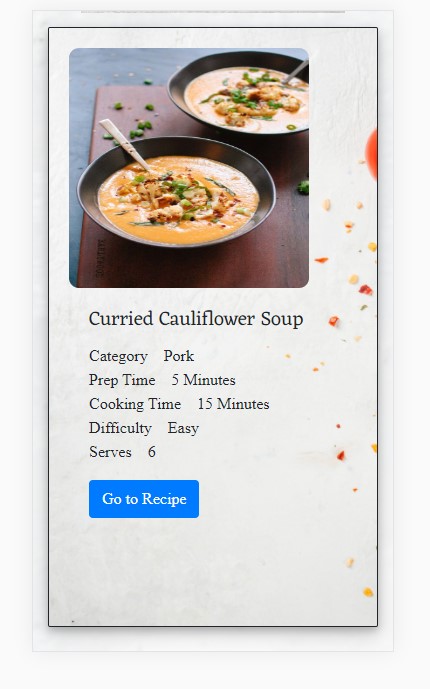 Curried Cauliflower Soup
Category Pork
Prep Time 5 Minutes
Cooking Time 15 Minutes
Difficulty Easy
Serves 6
Go to Recipe